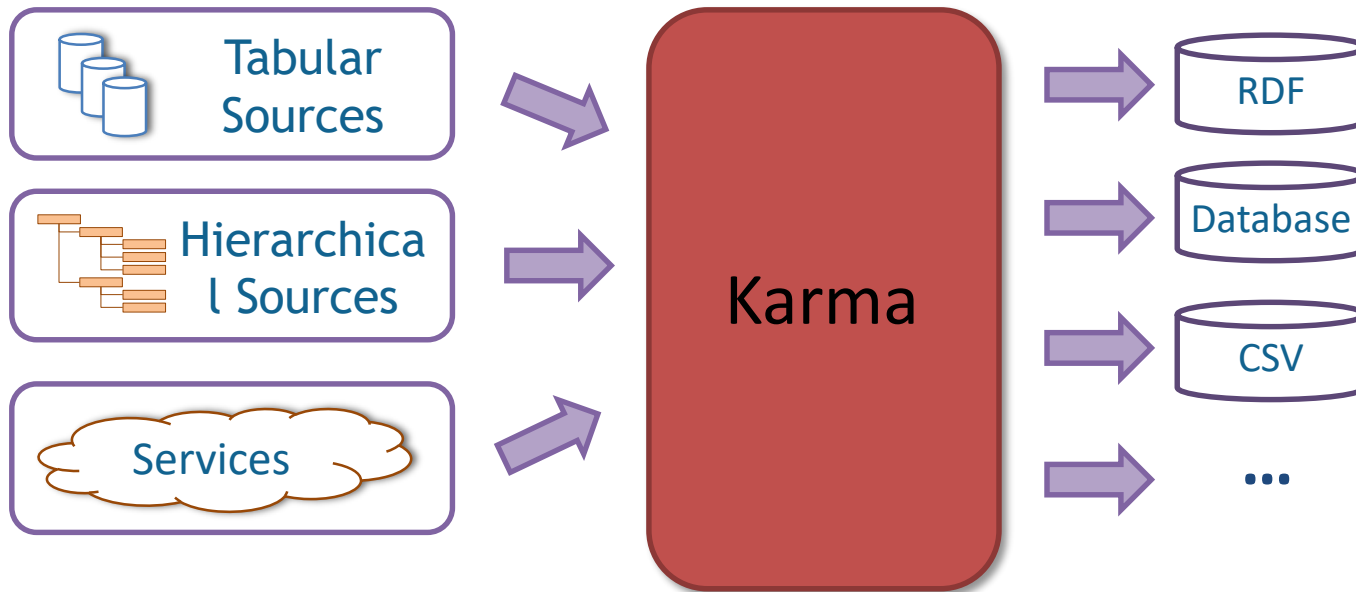 Tabular
Sources
Hierarchica
l Sources
Services
Karma
RDF
Database
CSV
...